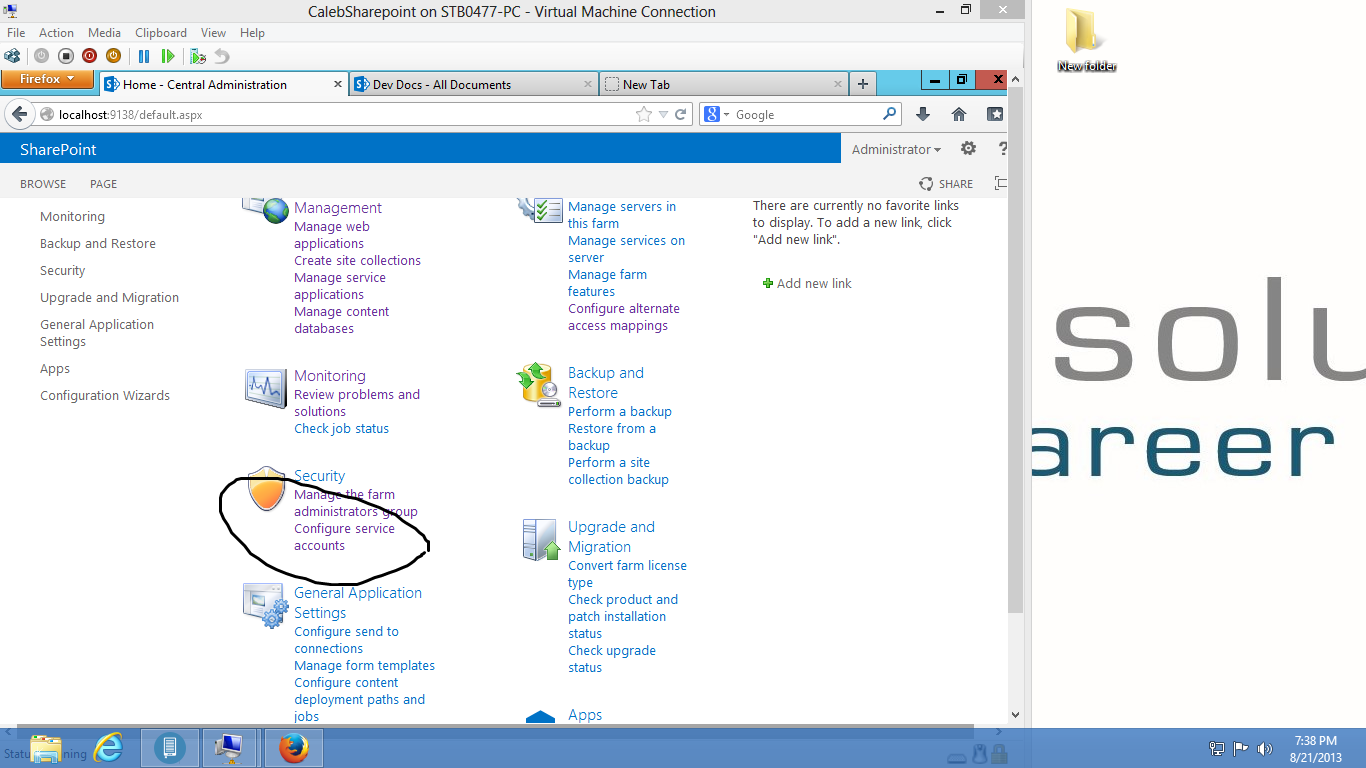 CalebSharepoint on STB0477-PC - Virtual Machine Connection
File Action Media Clipboard View Help
Firefox
Home - Central Administration
Dev Docs - All Documents
New Tab
localhost:9138/default.aspx
Google
SharePoint
Administrator
?
BROWSE PAGE
SHARE
Monitoring
Backup and Restore
Security
Upgrade and Migration
General Application
Settings
Apps
Configuration Wizards
Management
Manage web
applications
Create site collections
Manage service
applications
Manage content
databases
Monitoring
Review problems and
solutions
Check job status
Security
Manage the farm
administrators group
Configure service
accounts
General Application
Settings
Configure send to
connections
Manage form templates
Configure content
deployment paths and
jobs
Manage servers in
this farm
Manage services on
server
Manage farm
features
Configure alternate
access mappings
Backup and
Restore
Perform a backup
Restore from a
backup
Perform a site
collection backup
Upgrade and
Migration
Convert farm license
type
Check product and
patch installation
status
Check upgrade
status
Apps
There are currently no favorite links
to display. To add a new link, click
"Add new link".
Add new link
New folder
solu
areer
7:38 PM
8/21/2013